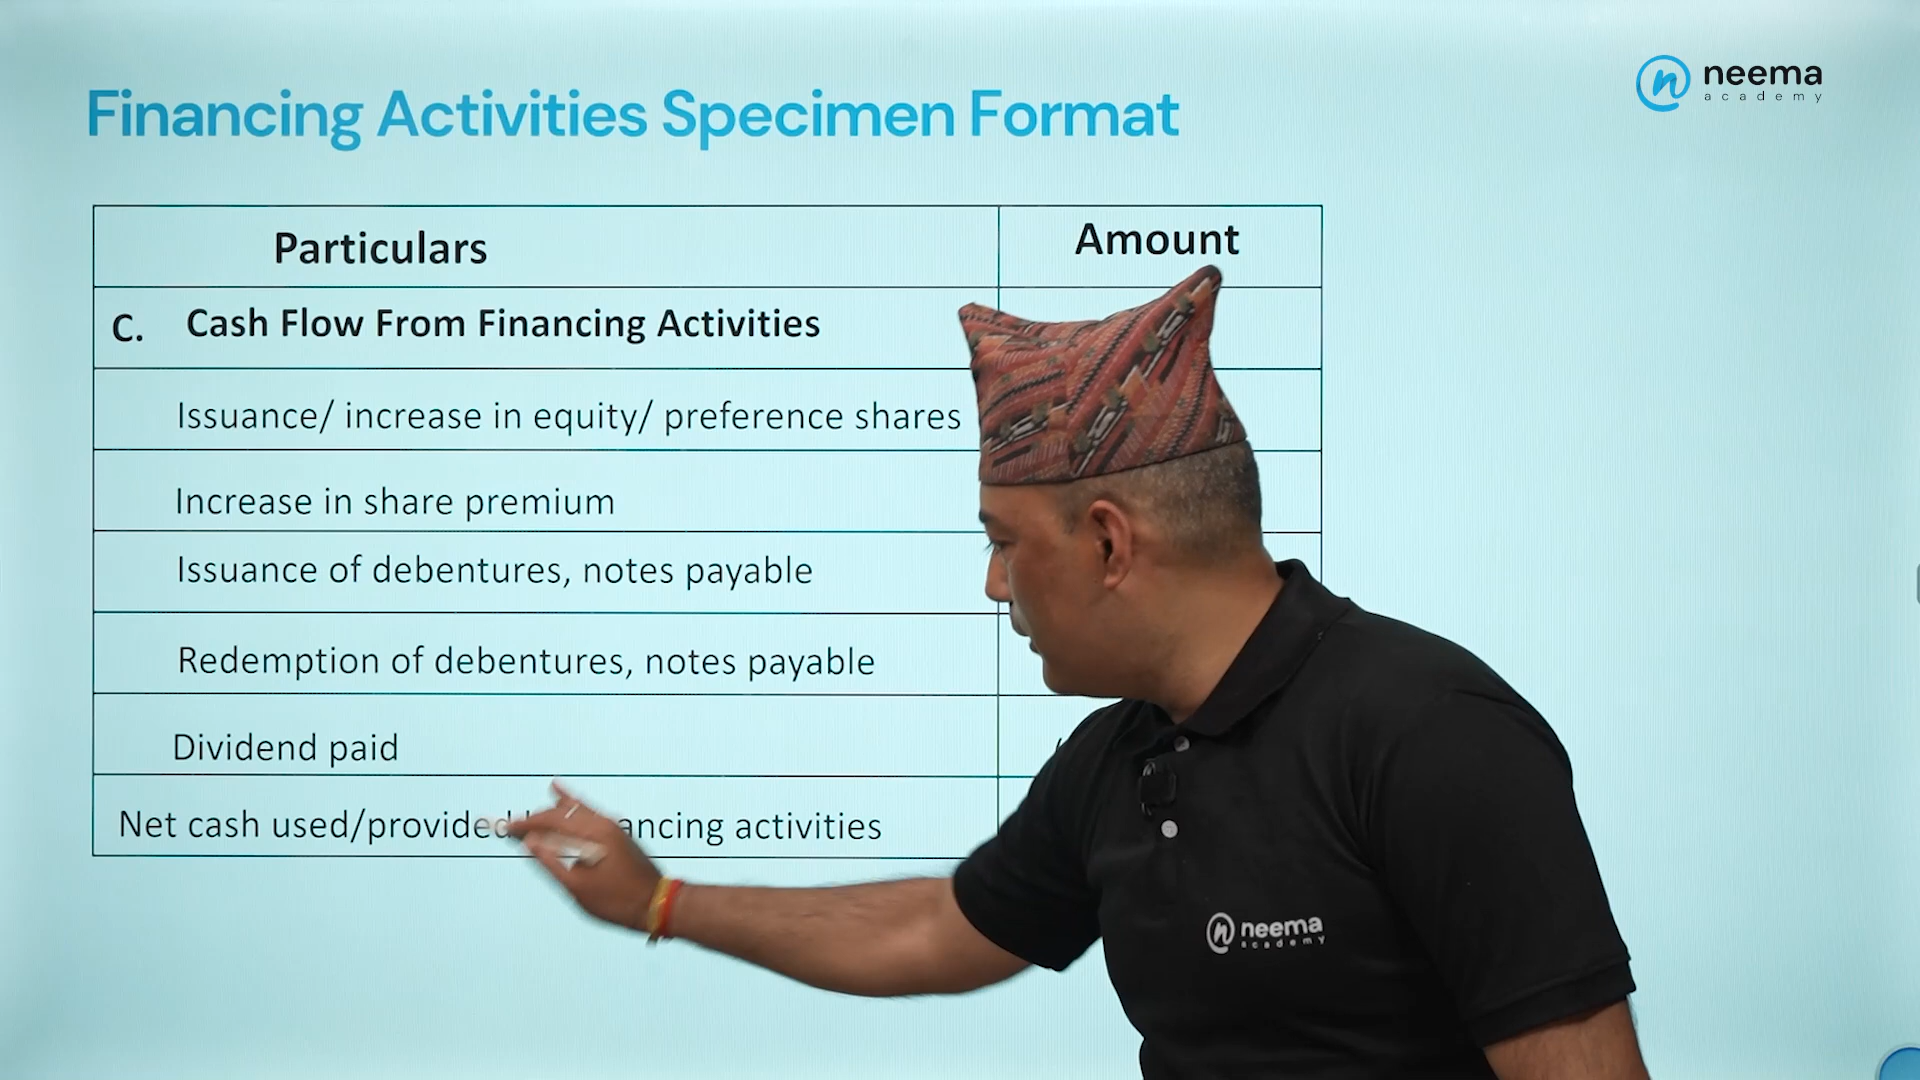 neema
academy
Financing Activities Specimen Format
Particulars
Amount
C. Cash Flow From Financing Activities
Issuance/ increase in equity/ preference shares
Increase in share premium
Issuance of debentures, notes payable
Redemption of debentures, notes payable
Dividend paid
Net cash used/provided activities
neema
academy